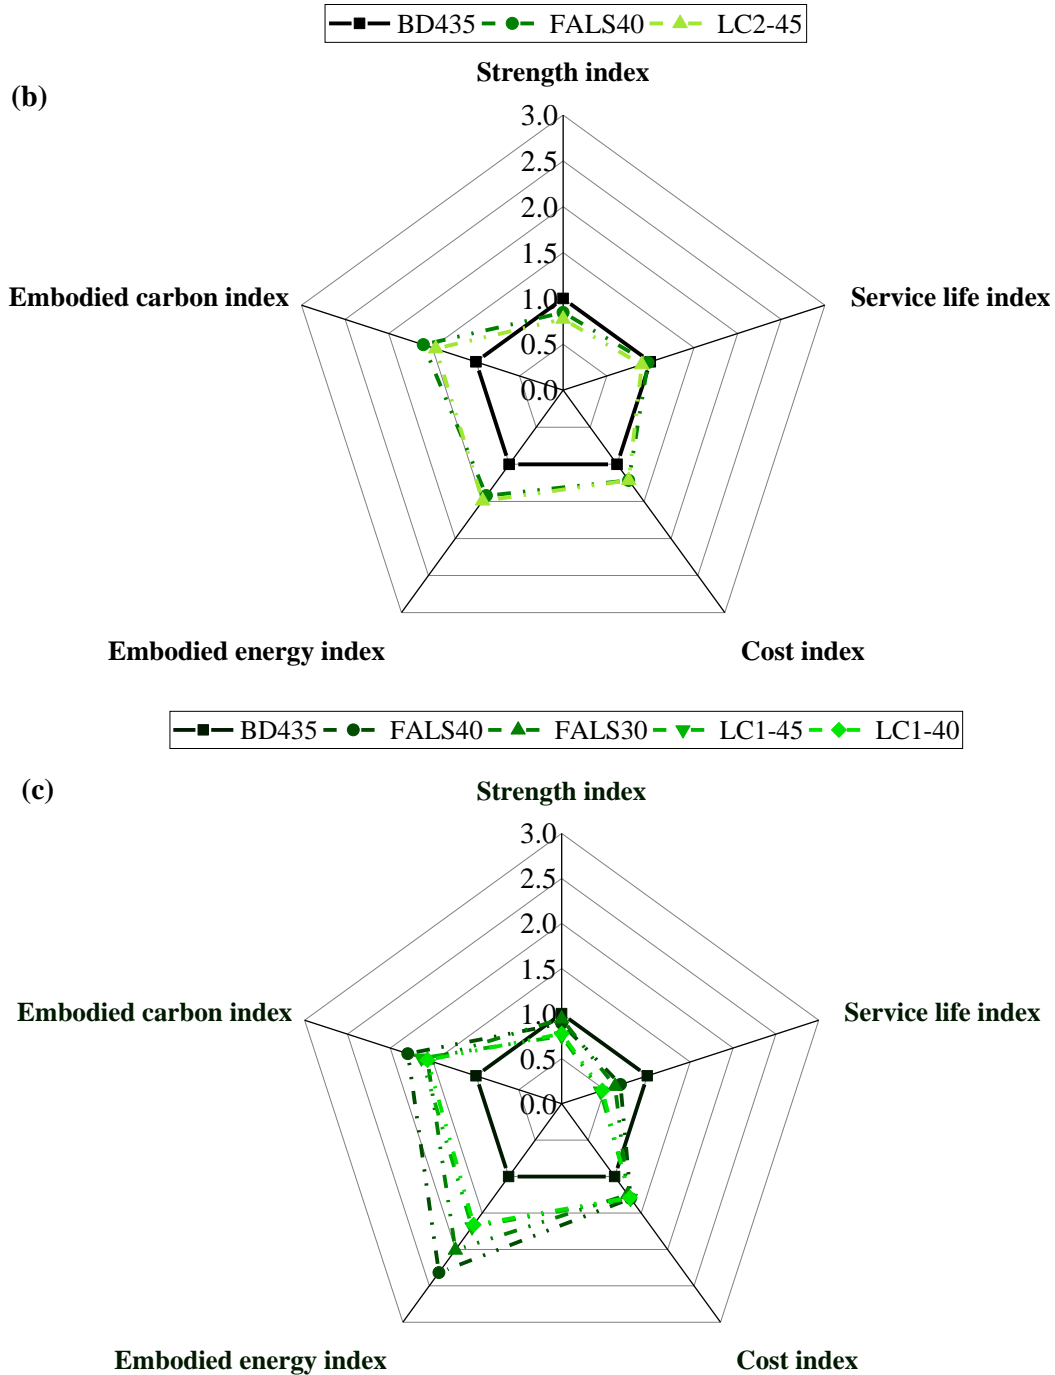 BD435 FALS40 LC2-45
(b)
Strength index
3.0
2.5
2.0
1.5
1.0
0.5
0.0
Embodied carbon index
Service life index
Embodied energy index
Cost index
BD435 FALS40 FALS30 LC1-45 LC1-40
(c)
Strength index
3.0
2.5
2.0
1.5
1.0
0.5
0.0
Embodied carbon index
Service life index
Embodied energy index
Cost index